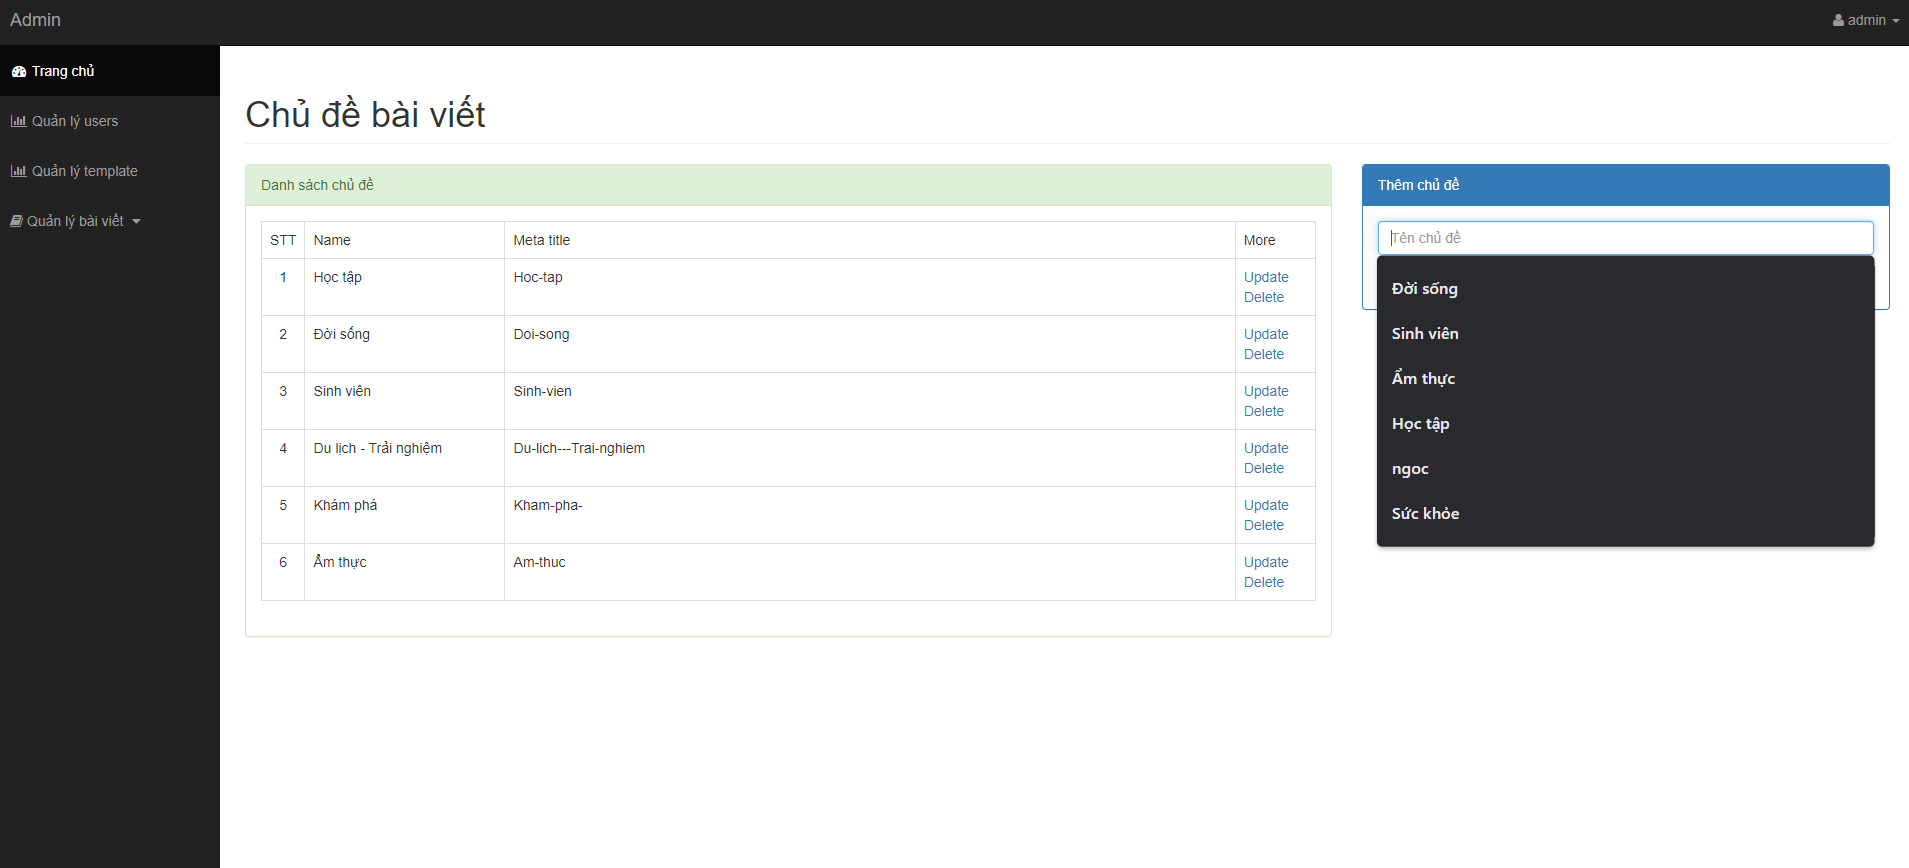 Admin
admin
Trang chủ
Quản lý users
Quản lý template
Quản lý bài viết
Chủ đề bài viết
Danh sách chủ đề
STT Name Meta title More
1 Học tập Hoc-tap Update
Delete
2 Đời sống Doi-song Update
Delete
3 Sinh viên Sinh-vien Update
Delete
4 Du lịch - Trải nghiệm Du-lich---Trai-nghiem Update
Delete
5 Khám phá Kham-pha- Update
Delete
6 Ẩm thực Am-thuc Update
Delete
Thêm chủ đề
Tên chủ đề
Đời sống
Sinh viên
Ẩm thực
Học tập
ngoc
Sức khỏe